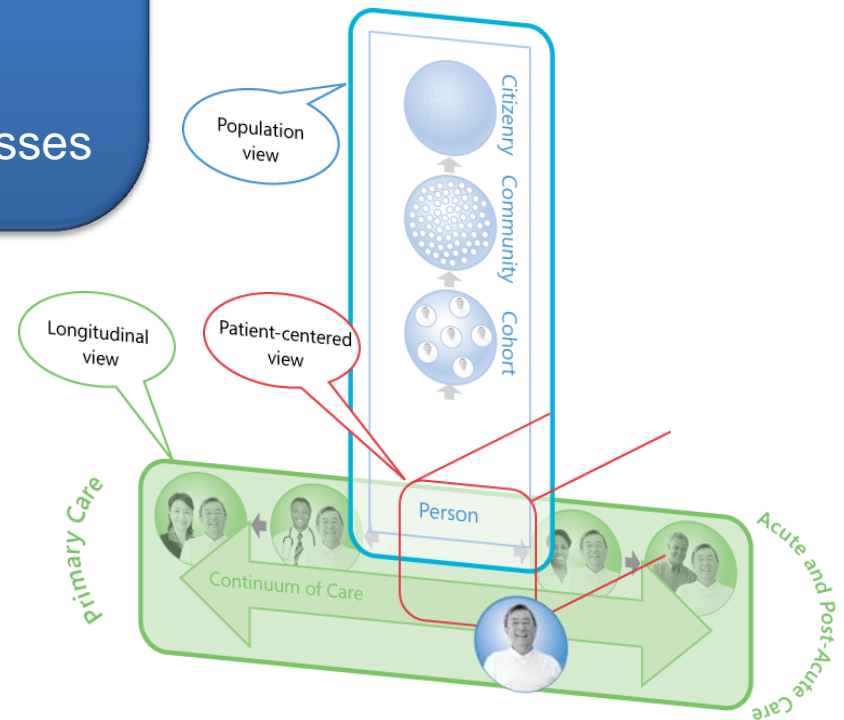 sses
Population
view
Citizenry
Community
Cohort
Longitudinal
view
Patient-centered
view
Primary Care
Person
Continuum of Care
Acute and Post-Acute Care